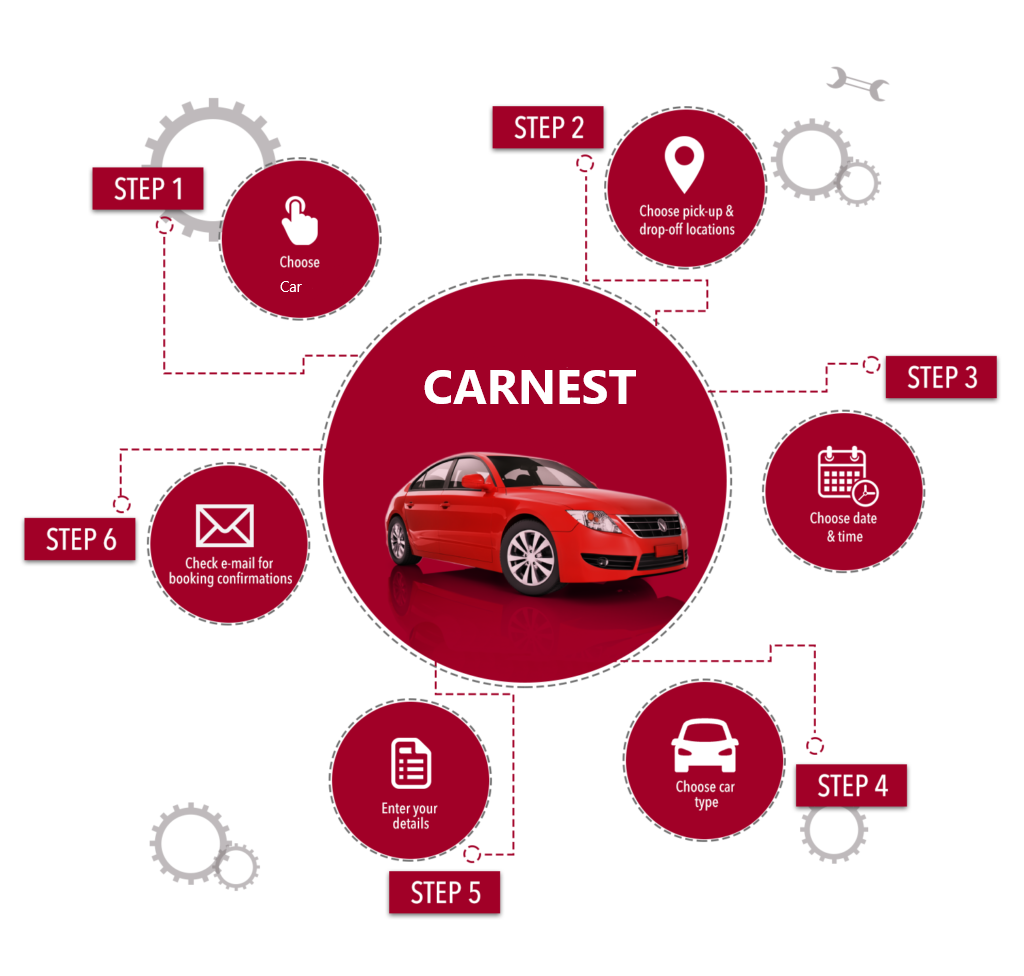 STEP 1
Choose
Car
STEP 2
Choose pick-up &
drop-off locations
CARNEST
STEP 3
Choose date
& time
STEP 4
Choose car
type
STEP 5
Enter your
details
STEP 6
Check e-mail for
booking confirmations